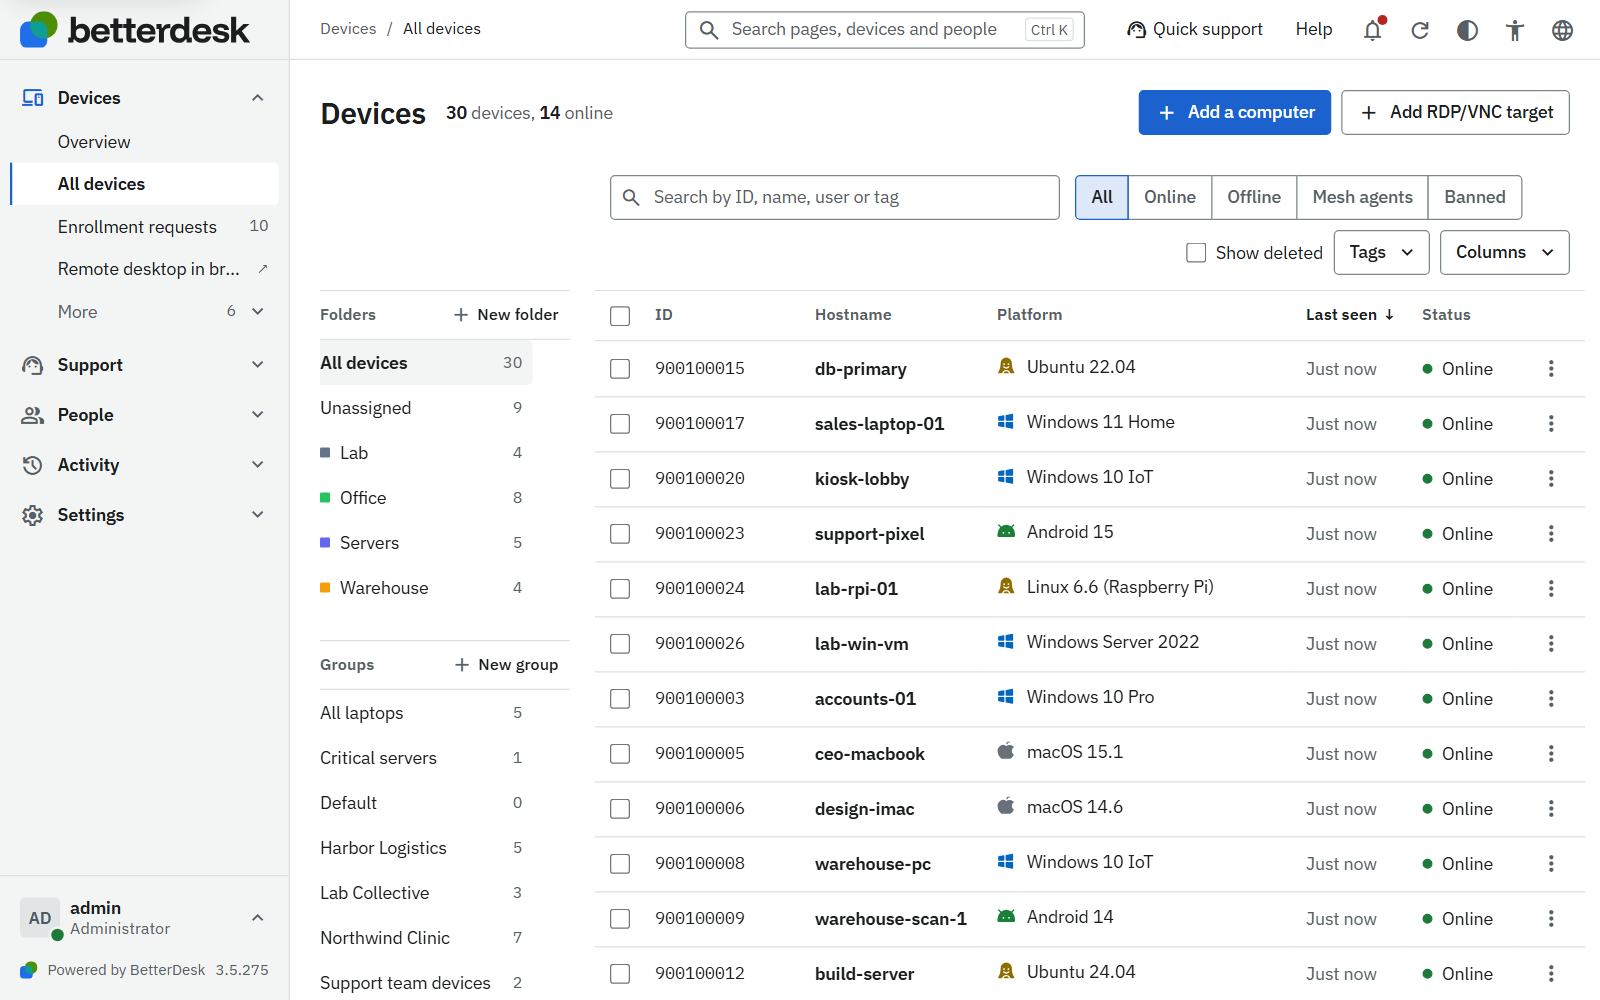 betterdesk
Devices / All devices
Search pages, devices and people Ctrl K
Quick support
Help
Devices
Overview
All devices
Enrollment requests 10
Remote desktop in br... ↗
More 6
Support
People
Activity
Settings
AD
admin
Administrator
Powered by BetterDesk 3.5.275
Devices 30 devices, 14 online
+ Add a computer
+ Add RDP/VNC target
Search by ID, name, user or tag
All Online Offline Mesh agents Banned
Show deleted Tags Columns
Folders + New folder
All devices 30
Unassigned 9
Lab 4
Office 8
Servers 5
Warehouse 4
Groups + New group
All laptops 5
Critical servers 1
Default 0
Harbor Logistics 5
Lab Collective 3
Northwind Clinic 7
Support team devices 2
ID Hostname Platform Last seen ↓ Status
900100015 db-primary Ubuntu 22.04 Just now Online
900100017 sales-laptop-01 Windows 11 Home Just now Online
900100020 kiosk-lobby Windows 10 IoT Just now Online
900100023 support-pixel Android 15 Just now Online
900100024 lab-rpi-01 Linux 6.6 (Raspberry Pi) Just now Online
900100026 lab-win-vm Windows Server 2022 Just now Online
900100003 accounts-01 Windows 10 Pro Just now Online
900100005 ceo-macbook macOS 15.1 Just now Online
900100006 design-imac macOS 14.6 Just now Online
900100008 warehouse-pc Windows 10 IoT Just now Online
900100009 warehouse-scan-1 Android 14 Just now Online
900100012 build-server Ubuntu 24.04 Just now Online